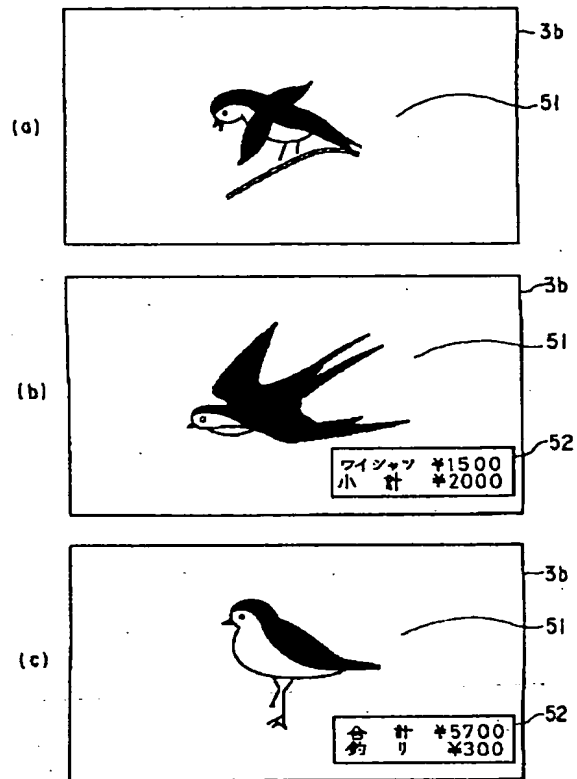 3b
51
(a)
3b
51
(b)
52
ワイシャツ ¥1500
小 計 ¥2000
3b
51
(c)
52
合 計 ¥5700
釣 り ¥300